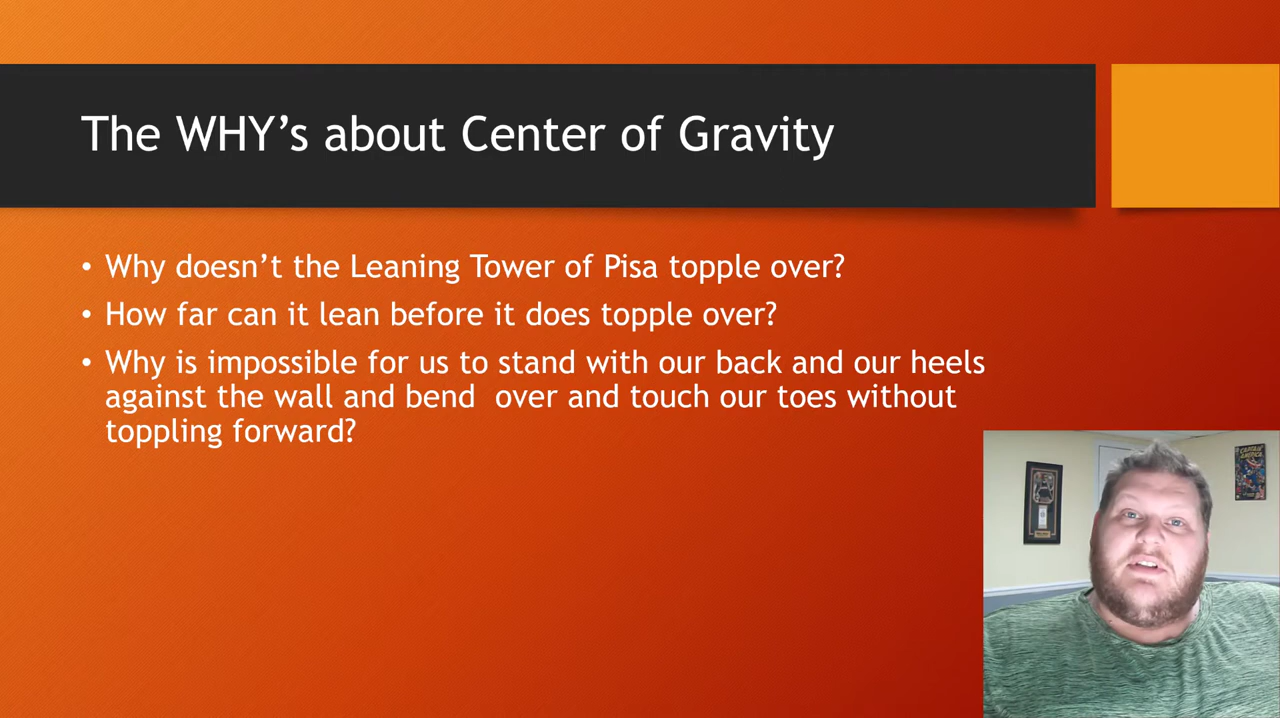 The WHY’s about Center of Gravity
• Why doesn’t the Leaning Tower of Pisa topple over?
• How far can it lean before it does topple over?
• Why is impossible for us to stand with our back and our heels
against the wall and bend  over and touch our toes without
toppling forward?
CAPTAIN AMERICA